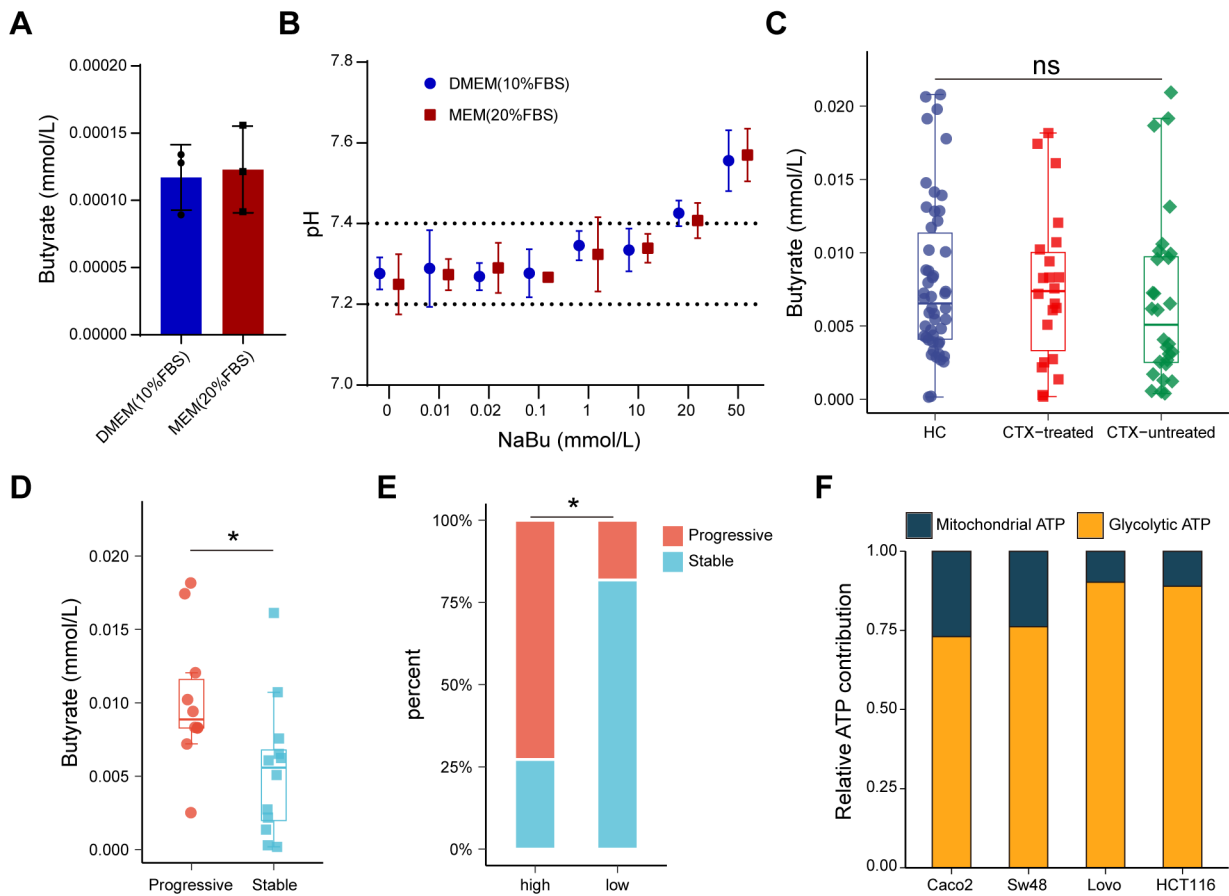 A
Butyrate (mmol/L)
0.00020
0.00015
0.00010
0.00005
0.00000
DMEM(10%FBS)
MEM(20%FBS)
B
pH
7.8
7.6
7.4
7.2
7.0
DMEM(10%FBS)
MEM(20%FBS)
0 0.01 0.02 0.1 1 10 20 50
NaBu (mmol/L)
C
ns
Butyrate (mmol/L)
0.020
0.015
0.010
0.005
0.000
HC CTX−treated CTX−untreated
D
*
Butyrate (mmol/L)
0.020
0.015
0.010
0.005
0.000
Progressive Stable
E
*
percent
100%
75%
50%
25%
0%
Progressive
Stable
high low
F
Mitochondrial ATP Glycolytic ATP
Relative ATP contribution
1.00
0.75
0.50
0.25
0.00
Caco2 Sw48 Lovo HCT116